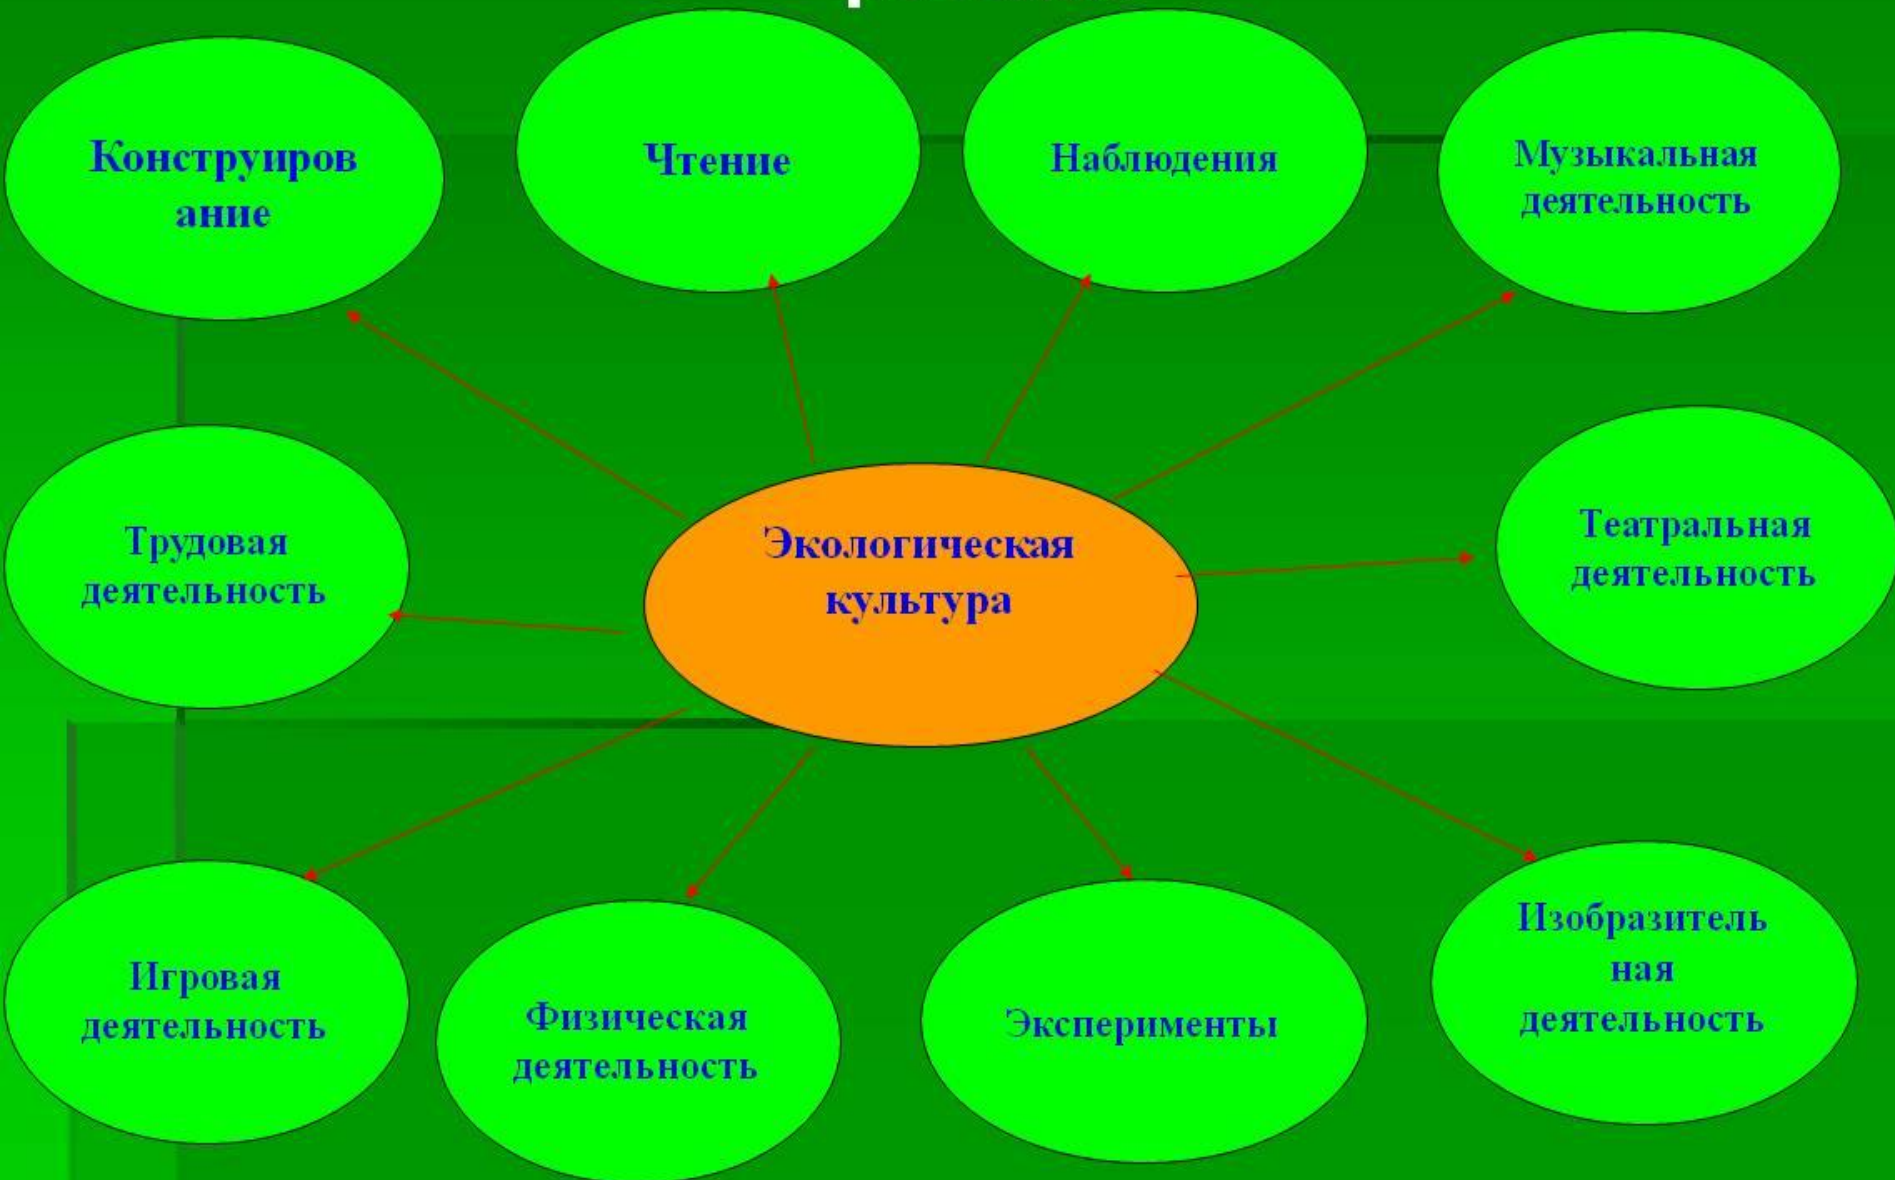 Конструиров
ание
Чтение
Наблюдения
Музыкальная
деятельность
Трудовая
деятельность
Экологическая
культура
Театральная
деятельность
Игровая
деятельность
Физическая
деятельность
Эксперименты
Изобразитель
ная
деятельность